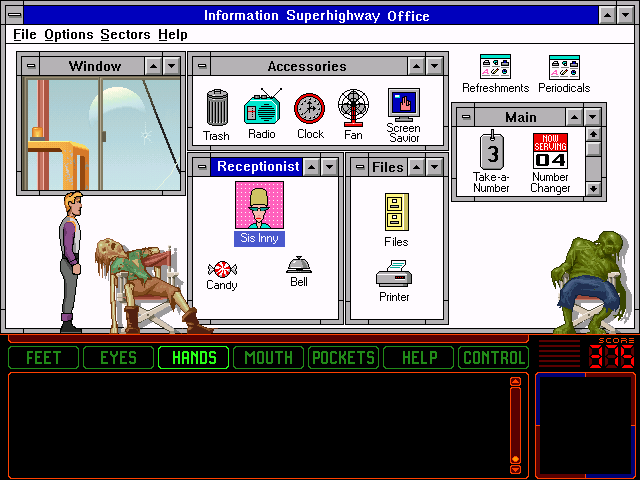 Information Superhighway Office
File Options Sectors Help
Window
Accessories
Trash
Radio
Clock
Fan
Screen
Savior
Refreshments
Periodicals
Main
3
Take-a-
Number
NOW
SERVING
04
Number
Changer
Receptionist
Sis Inny
Candy
Bell
Files
Files
Printer
SCORE
375
FEET
EYES
HANDS
MOUTH
POCKETS
HELP
CONTROL